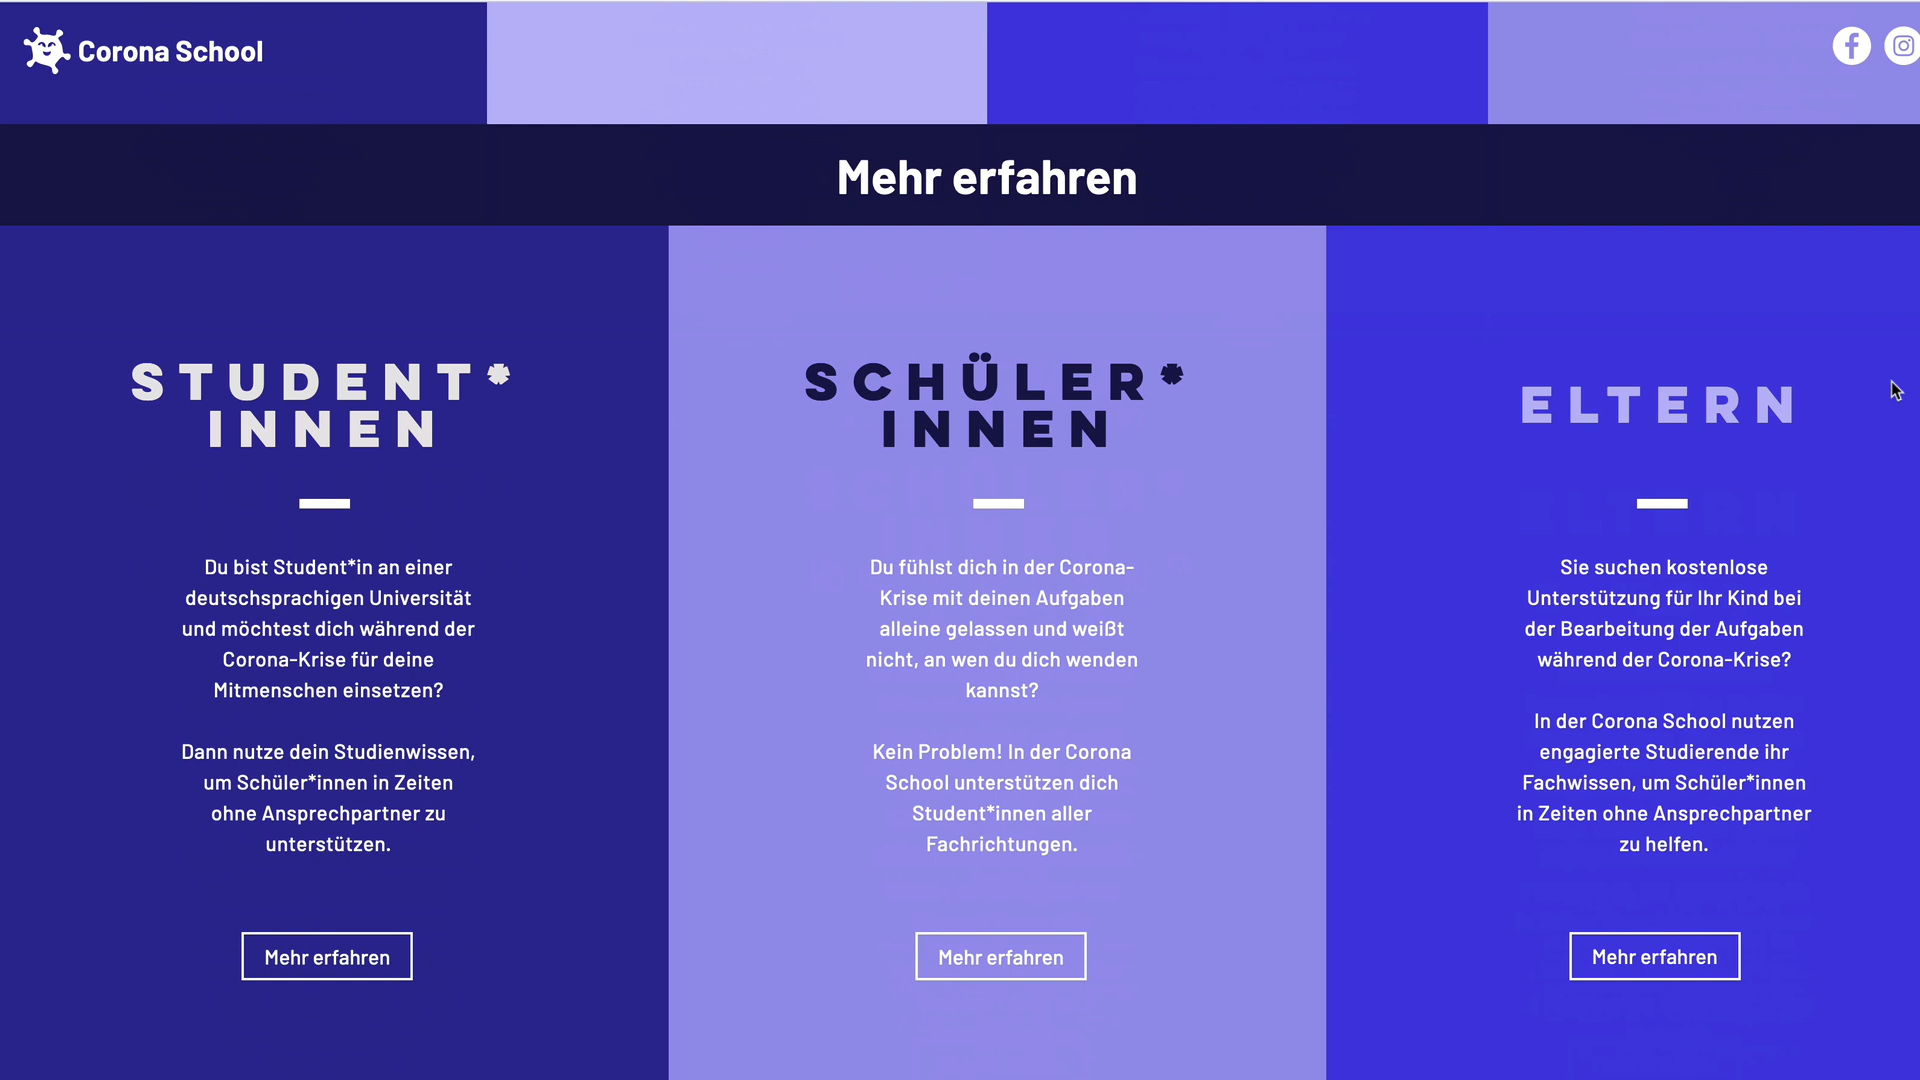 Corona School
Mehr erfahren
STUDENT*
INNEN
Du bist Student*in an einer
deutschsprachigen Universität
und möchtest dich während der
Corona-Krise für deine
Mitmenschen einsetzen?
Dann nutze dein Studienwissen,
um Schüler*innen in Zeiten
ohne Ansprechpartner zu
unterstützen.
Mehr erfahren
SCHÜLER*
INNEN
Du fühlst dich in der Corona-
Krise mit deinen Aufgaben
alleine gelassen und weißt
nicht, an wen du dich wenden
kannst?
Kein Problem! In der Corona
School unterstützen dich
Student*innen aller
Fachrichtungen.
Mehr erfahren
ELTERN
Sie suchen kostenlose
Unterstützung für Ihr Kind bei
der Bearbeitung der Aufgaben
während der Corona-Krise?
In der Corona School nutzen
engagierte Studierende ihr
Fachwissen, um Schüler*innen
in Zeiten ohne Ansprechpartner
zu helfen.
Mehr erfahren